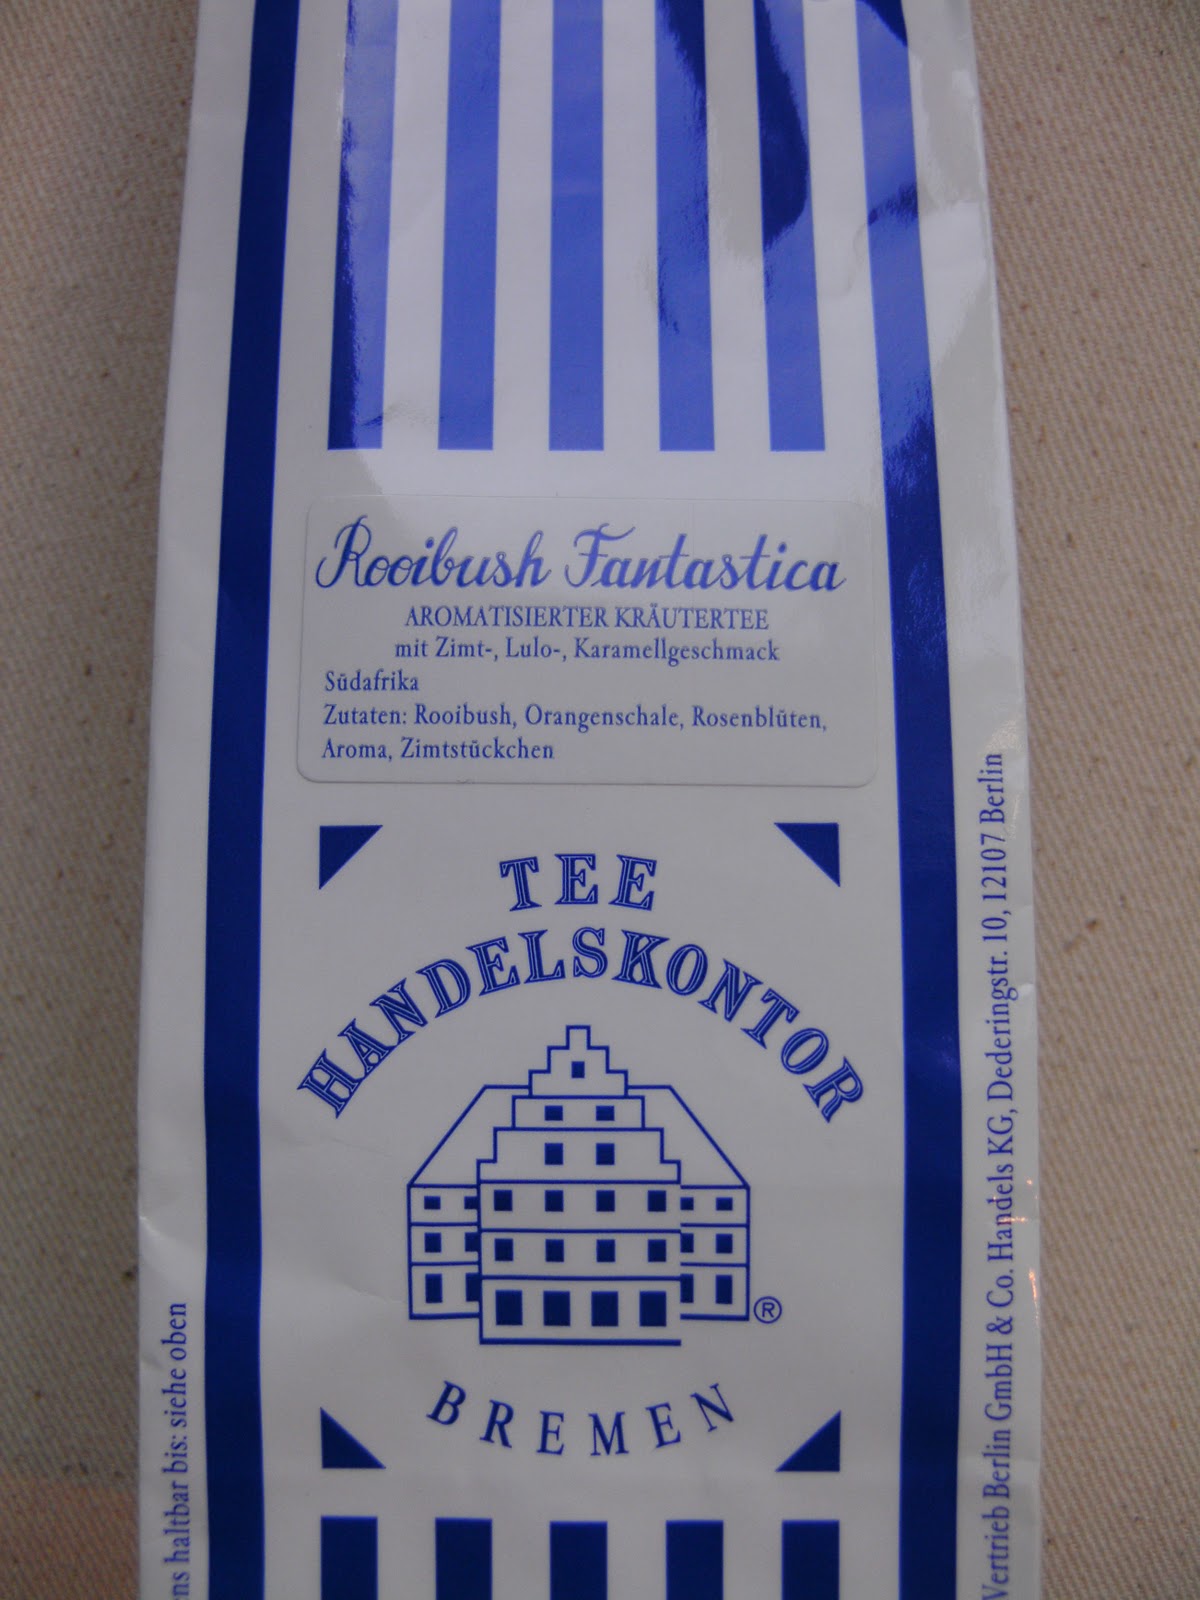 Rooibush Fantastica
AROMATISIERTER KRÄUTERTEE
mit Zimt-, Lulo-, Karamellgeschmack
Südafrika
Zutaten: Rooibush, Orangenschale, Rosenblüten,
Aroma, Zimtstückchen
TEE
HANDELSKONTOR
®
BREMEN
haltbar bis: siehe oben
Vertrieb Berlin GmbH & Co. Handels KG, Dederingstr. 10, 12107 Berlin